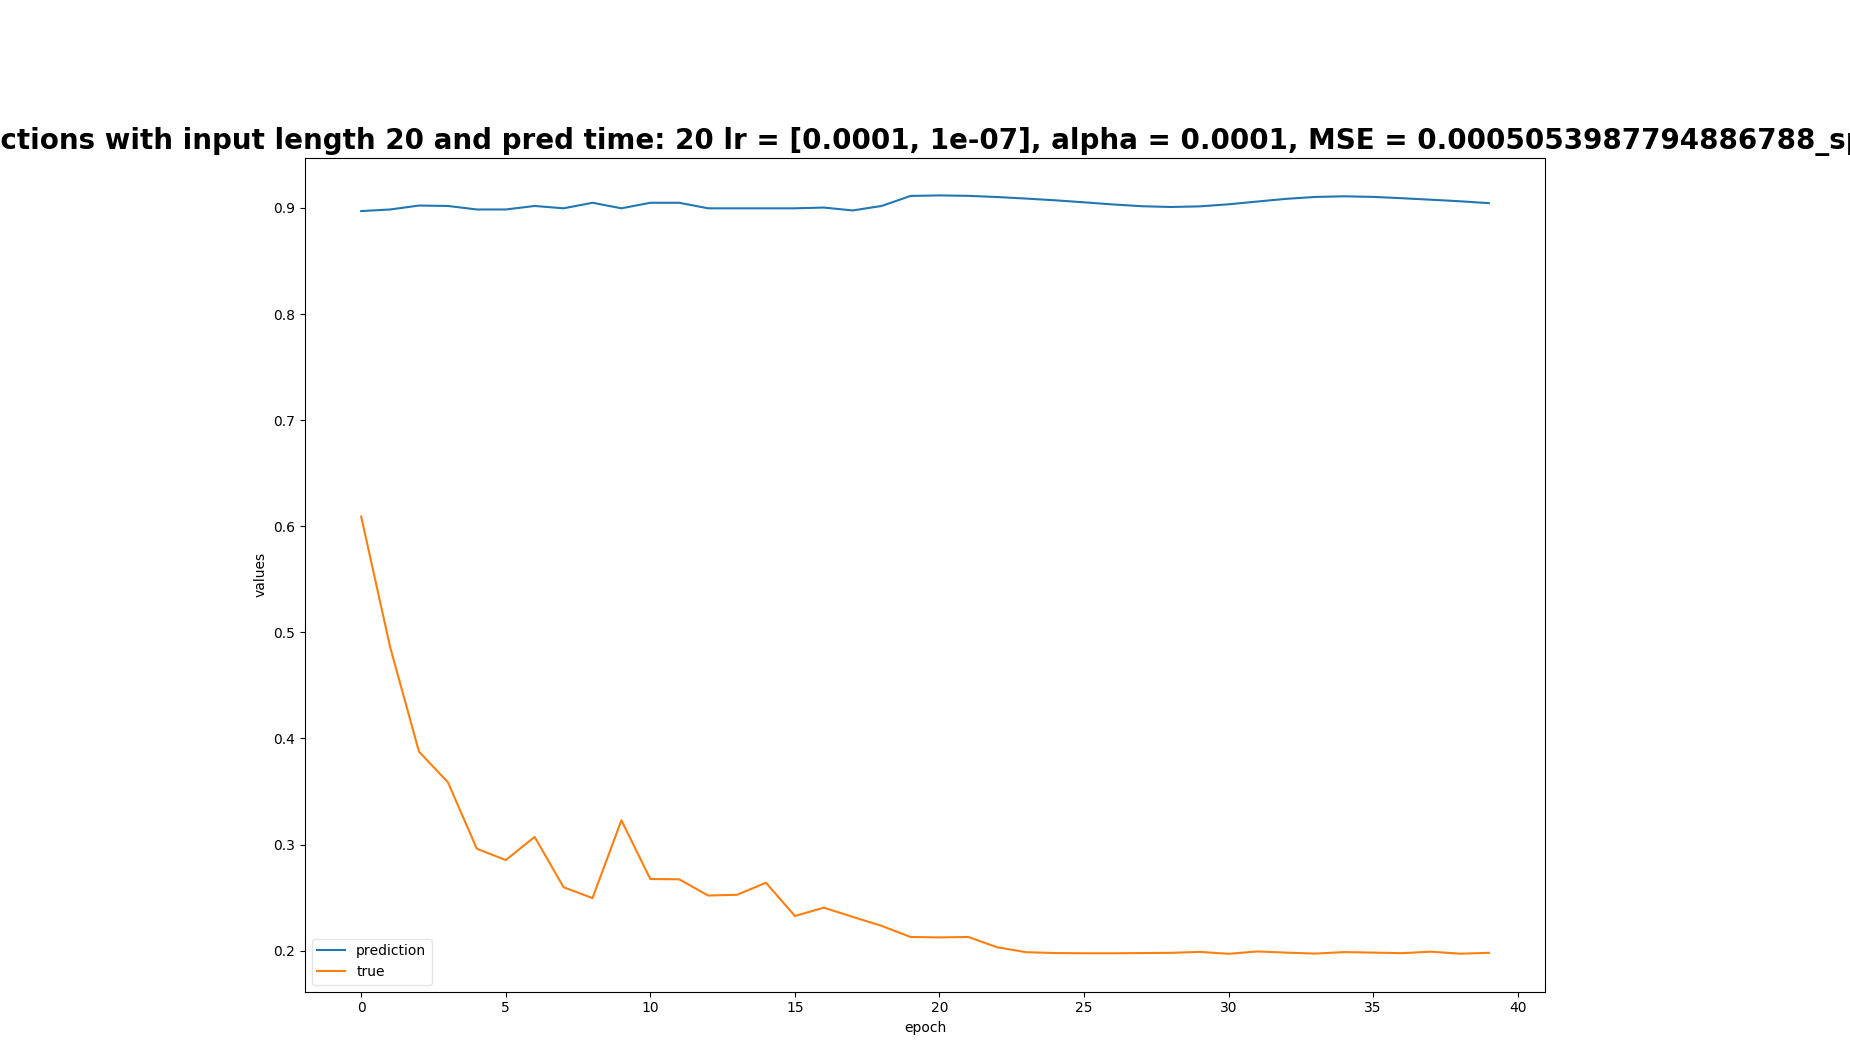 ctions with input length 20 and pred time: 20 lr = [0.0001, 1e-07], alpha = 0.0001, MSE = 0.0005053987794886788_sp
0.9
0.8
0.7
0.6
0.5
0.4
0.3
0.2
values
prediction
true
0 5 10 15 20 25 30 35 40
epoch